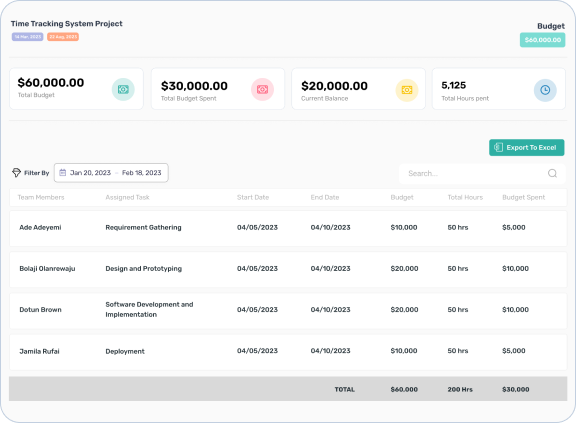 Time Tracking System Project
14 Mar, 2023 23 Aug, 2023
Budget
$60,000.00
$60,000.00
Total Budget
$30,000.00
Total Budget Spent
$20,000.00
Current Balance
5,125
Total Hours pent
Export To Excel
Filter By Jan 20, 2023 – Feb 18, 2023 Search...
Team Members Assigned Task Start Date End Date Budget Total Hours Budget Spent
Ade Adeyemi Requirement Gathering 04/05/2023 04/10/2023 $10,000 50 hrs $5,000
Bolaji Olanrewaju Design and Prototyping 04/05/2023 04/10/2023 $20.000 50 hrs $10,000
Dotun Brown Software Development and Implementation 04/05/2023 04/10/2023 $20.000 50 hrs $10,000
Jamila Rufai Deployment 04/05/2023 04/10/2023 $10,000 50 hrs $5,000
TOTAL $60,000 200 Hrs $30,000